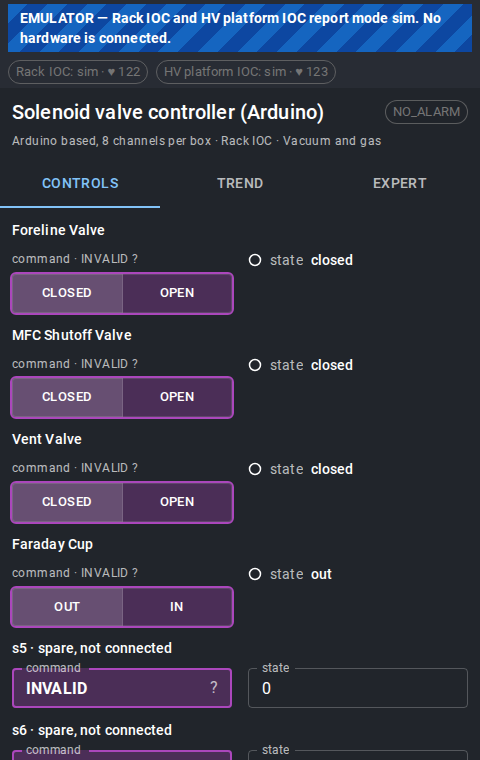 EMULATOR — Rack IOC and HV platform IOC report mode sim. No
hardware is connected.
Rack IOC: sim · ♥ 122
HV platform IOC: sim · ♥ 123
Solenoid valve controller (Arduino)
NO_ALARM
Arduino based, 8 channels per box · Rack IOC · Vacuum and gas
CONTROLS
TREND
EXPERT
Foreline Valve
command · INVALID ?
state closed
CLOSED
OPEN
MFC Shutoff Valve
command · INVALID ?
state closed
CLOSED
OPEN
Vent Valve
command · INVALID ?
state closed
CLOSED
OPEN
Faraday Cup
command · INVALID ?
state out
OUT
IN
s5 · spare, not connected
command
state
INVALID ?
0
s6 · spare, not connected
command
state